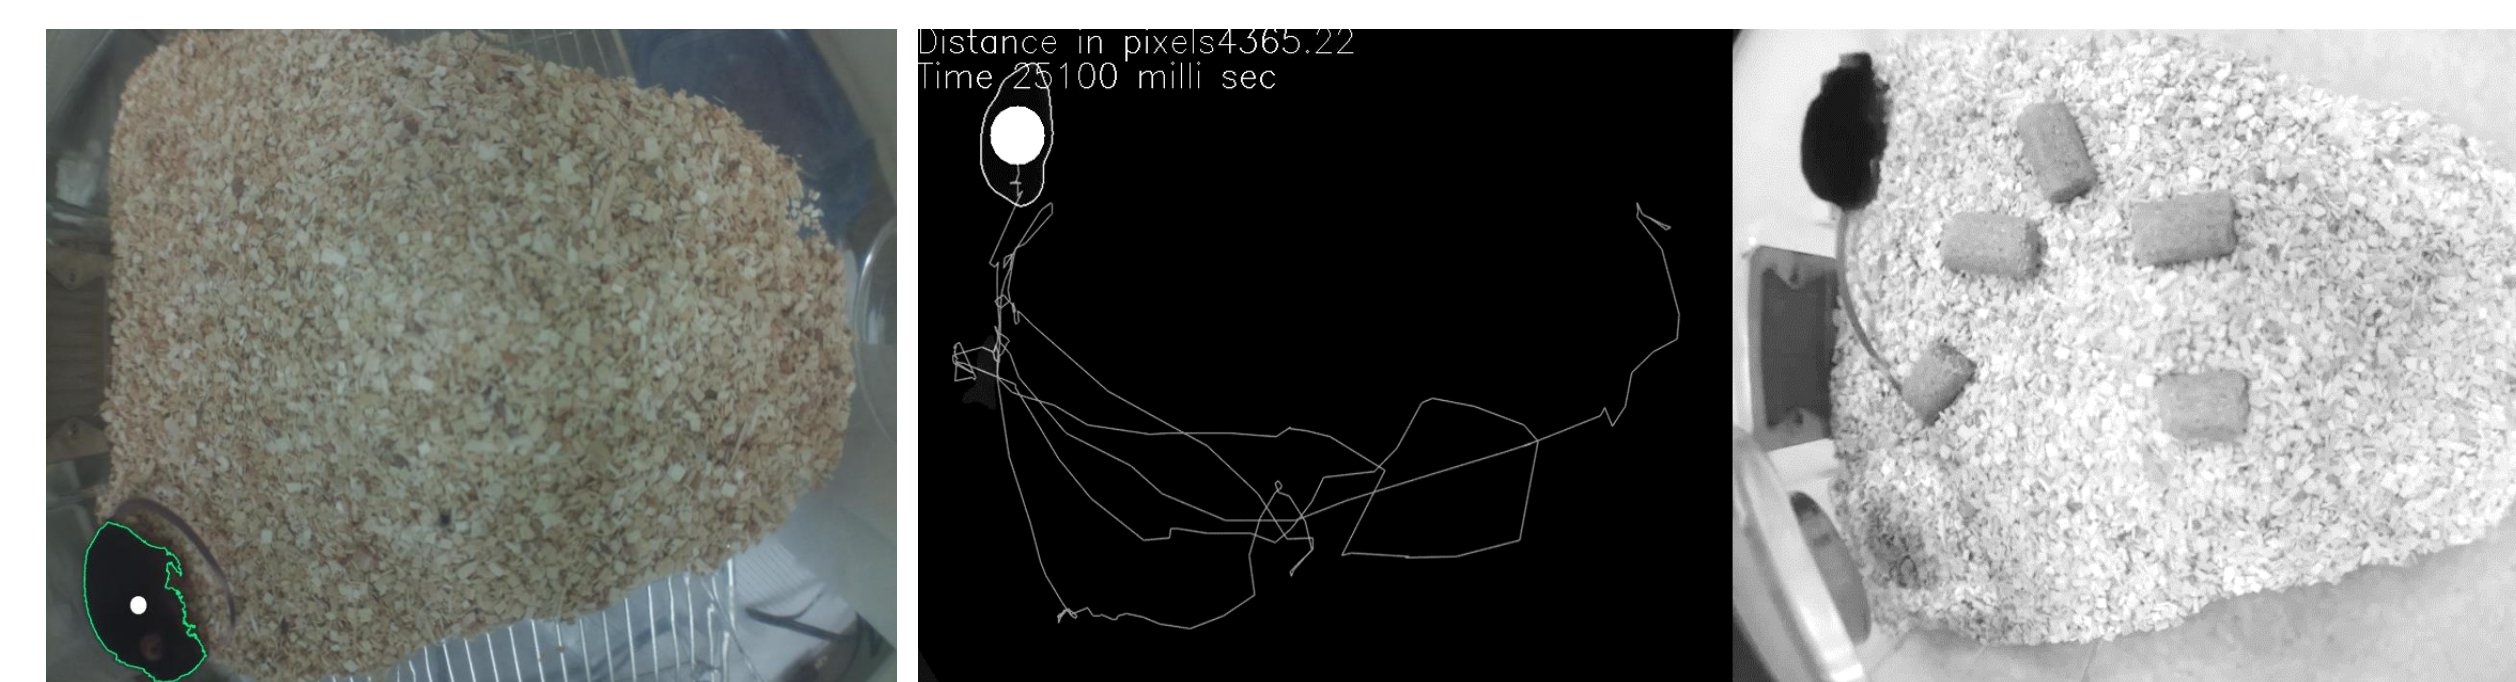 Distance in pixels4365.22
Time 25100 milli sec